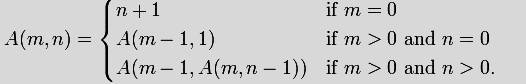 A(m, n) = { n + 1 if m = 0
A(m − 1, 1) if m > 0 and n = 0
A(m − 1, A(m, n − 1)) if m > 0 and n > 0.